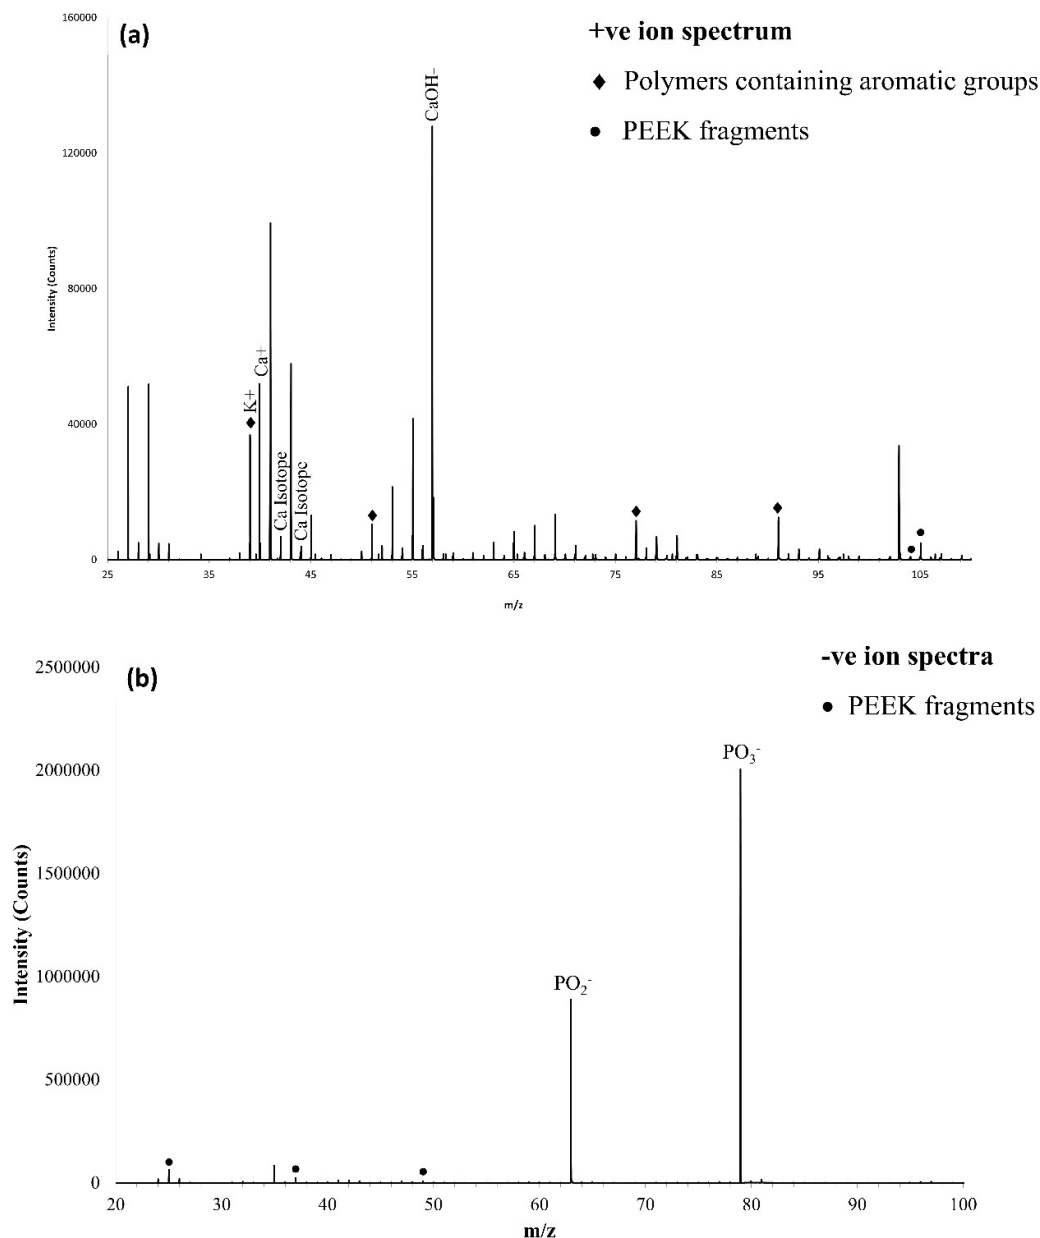 (a)
+ve ion spectrum
◆ Polymers containing aromatic groups
● PEEK fragments
160000
120000
80000
40000
0
Intensity (Counts)
K+
Ca+
Ca Isotope
Ca Isotope
CaOH-
25 35 45 55 65 75 85 95 105
m/z
(b)
-ve ion spectra
● PEEK fragments
2500000
2000000
1500000
1000000
500000
0
Intensity (Counts)
PO₂⁻
PO₃⁻
20 30 40 50 60 70 80 90 100
m/z